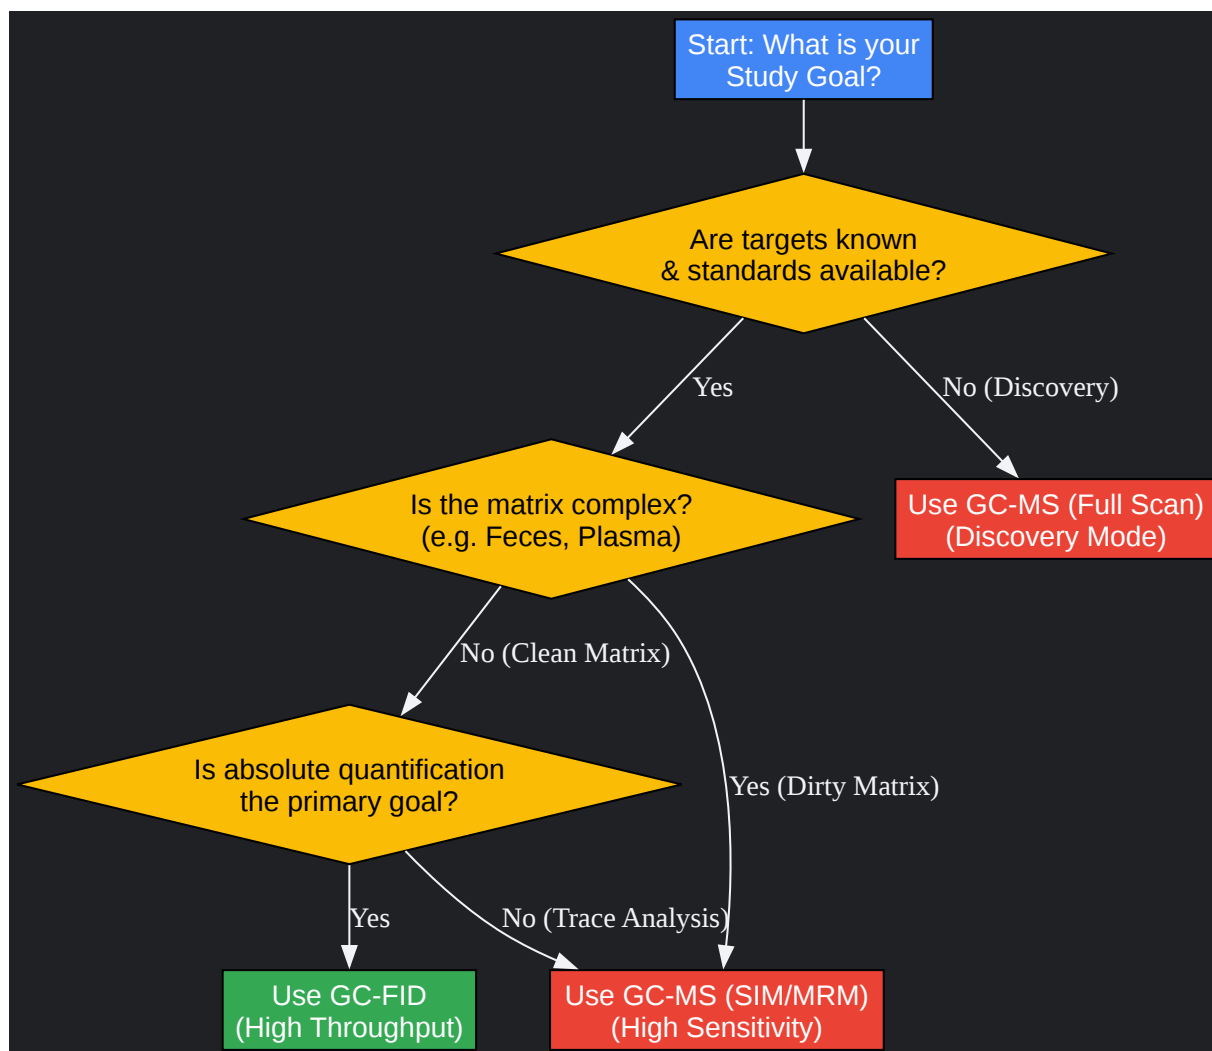 Start: What is your
Study Goal?
Are targets known
& standards available?
Yes
No (Discovery)
Is the matrix complex?
(e.g. Feces, Plasma)
Use GC-MS (Full Scan)
(Discovery Mode)
No (Clean Matrix)
Is absolute quantification
the primary goal?
Yes (Dirty Matrix)
Yes
No (Trace Analysis)
Use GC-FID
(High Throughput)
Use GC-MS (SIM/MRM)
(High Sensitivity)